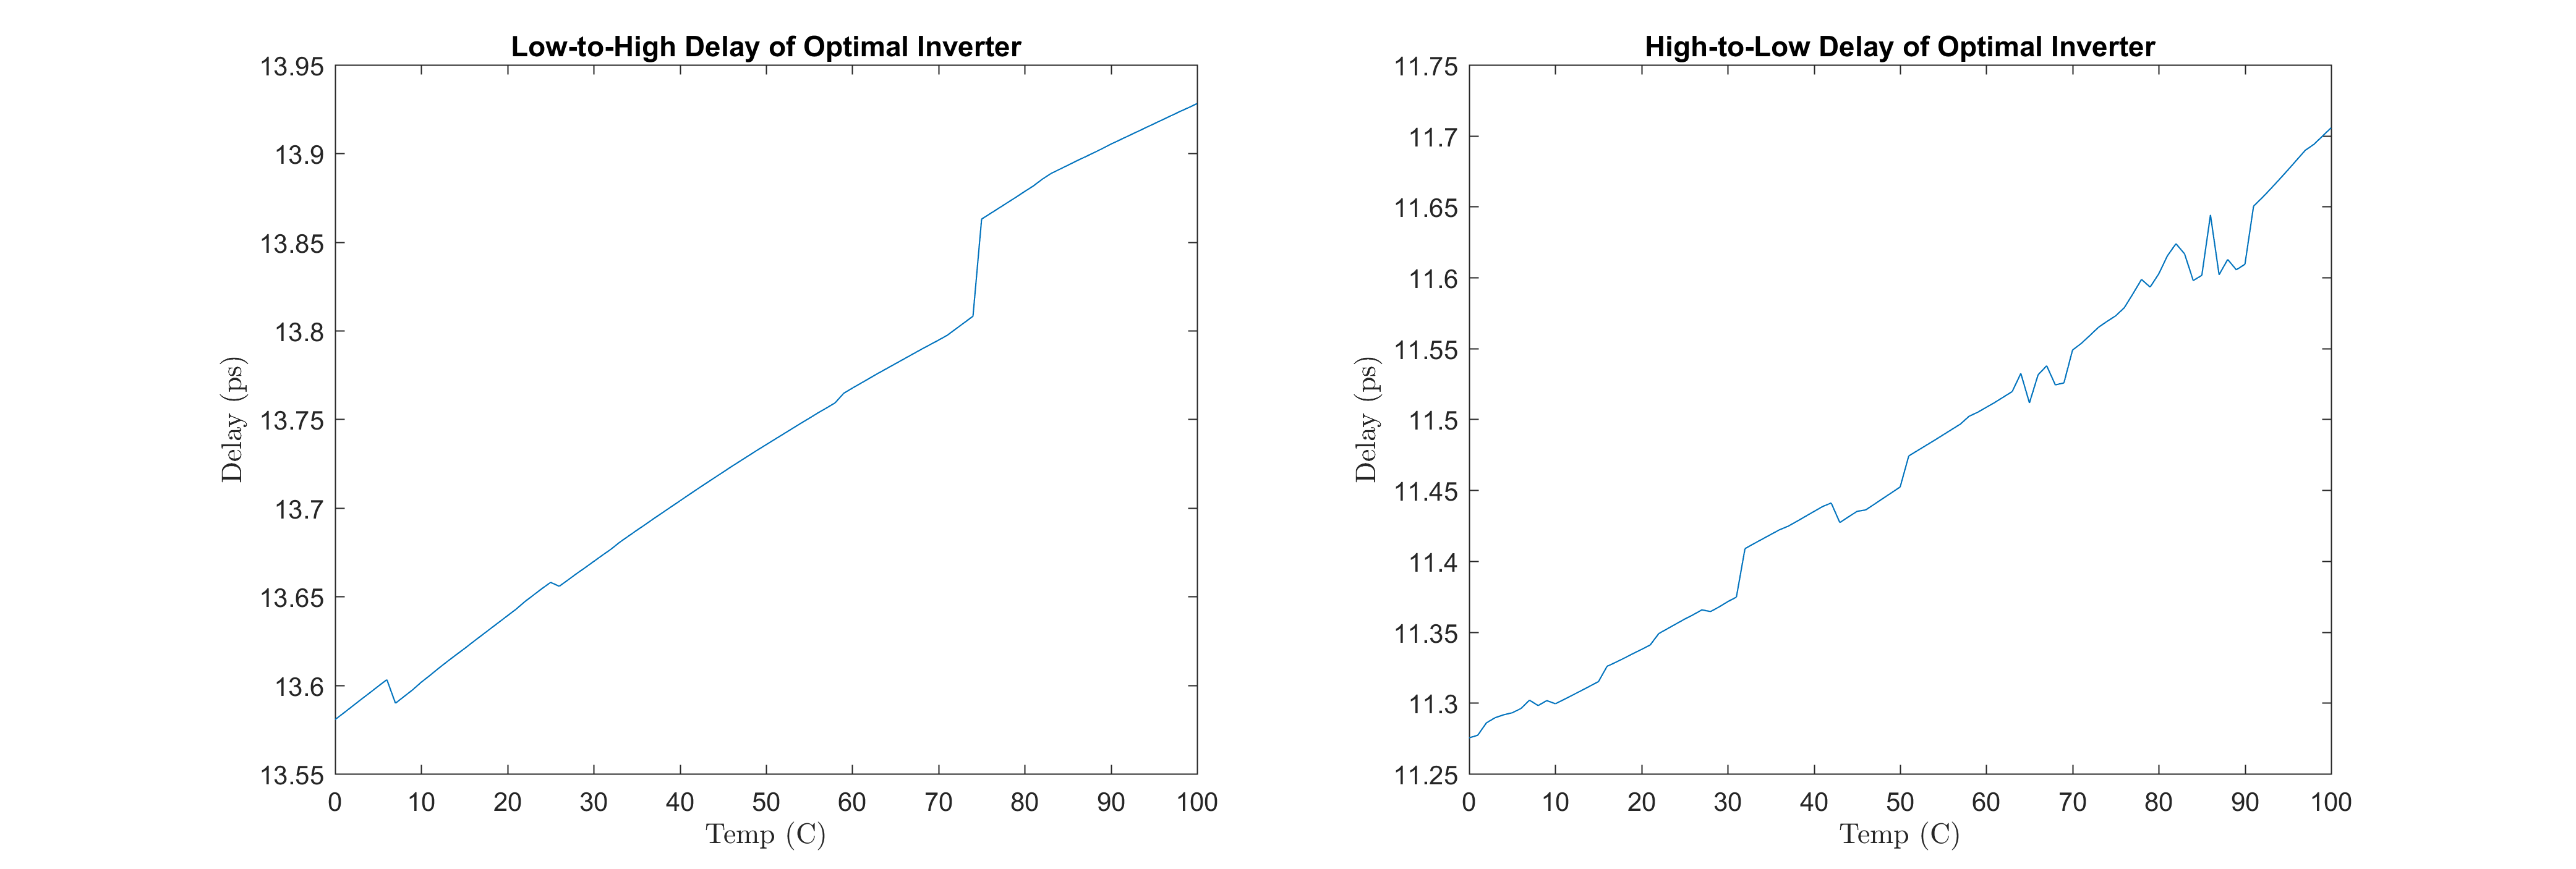 Low-to-High Delay of Optimal Inverter
13.95
13.9
13.85
13.8
13.75
13.7
13.65
13.6
13.55
Delay (ps)
0 10 20 30 40 50 60 70 80 90 100
Temp (C)
High-to-Low Delay of Optimal Inverter
11.75
11.7
11.65
11.6
11.55
11.5
11.45
11.4
11.35
11.3
11.25
Delay (ps)
0 10 20 30 40 50 60 70 80 90 100
Temp (C)